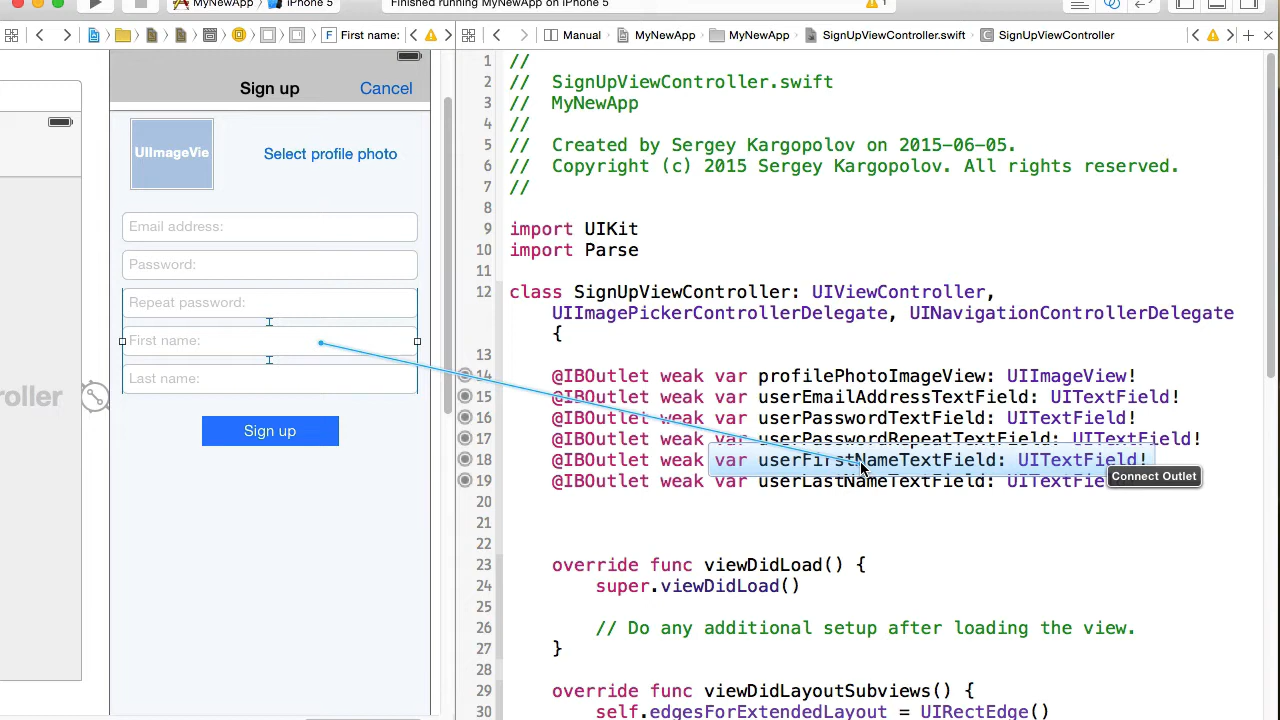 MyNewApp iPhone 5 Finished running MyNewApp on iPhone 5 1
F First name: Manual MyNewApp MyNewApp SignUpViewController.swift C SignUpViewController
Sign up Cancel
UIImageVie Select profile photo
Email address:
Password:
Repeat password:
First name:
Last name:
Sign up
1 //
2 // SignUpViewController.swift
3 // MyNewApp
4 //
5 // Created by Sergey Kargopolov on 2015-06-05.
6 // Copyright (c) 2015 Sergey Kargopolov. All rights reserved.
7 //
8
9 import UIKit
10 import Parse
11
12 class SignUpViewController: UIViewController,
UIImagePickerControllerDelegate, UINavigationControllerDelegate
{
13
14 @IBOutlet weak var profilePhotoImageView: UIImageView!
15 @IBOutlet weak var userEmailAddressTextField: UITextField!
16 @IBOutlet weak var userPasswordTextField: UITextField!
17 @IBOutlet weak var userPasswordRepeatTextField: UITextField!
18 @IBOutlet weak var userFirstNameTextField: UITextField!
Connect Outlet
19 @IBOutlet weak var userLastNameTextField: UITextFie
20
21
22
23 override func viewDidLoad() {
24 super.viewDidLoad()
25
26 // Do any additional setup after loading the view.
27 }
28
29 override func viewDidLayoutSubviews() {
30 self.edgesForExtendedLayout = UIRectEdge()